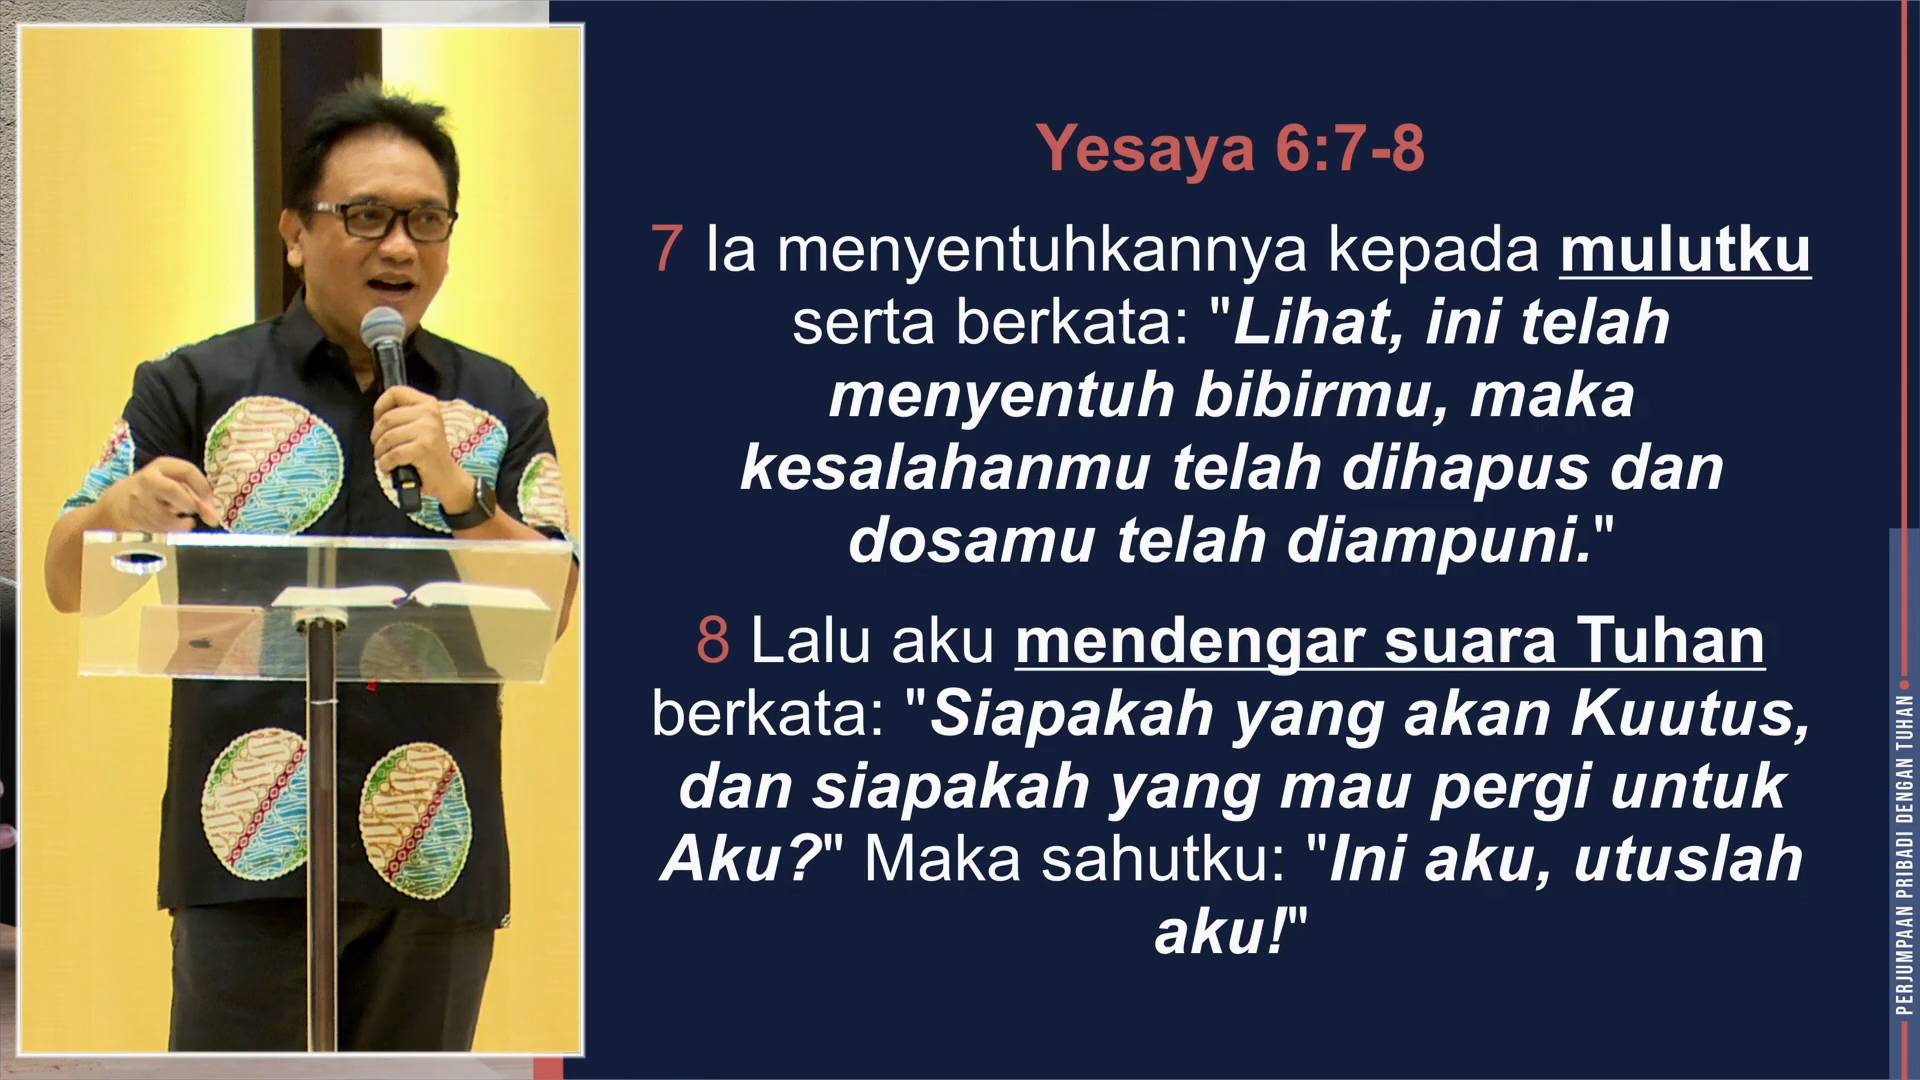 Yesaya 6:7-8
7 Ia menyentuhkannya kepada mulutku
serta berkata: "Lihat, ini telah
menyentuh bibirmu, maka
kesalahanmu telah dihapus dan
dosamu telah diampuni."
8 Lalu aku mendengar suara Tuhan
berkata: "Siapakah yang akan Kuutus,
dan siapakah yang mau pergi untuk
Aku?" Maka sahutku: "Ini aku, utuslah
aku!"
PERJUMPAAN PRIBADI DENGAN TUHAN